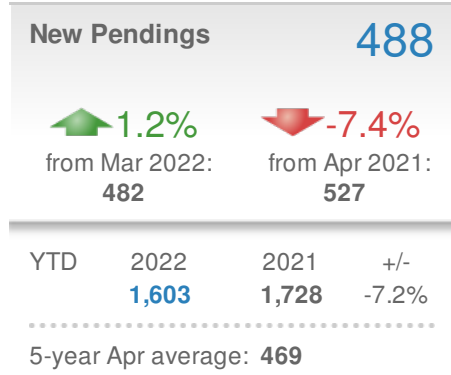 New Pendings 488
1.2% -7.4%
from Mar 2022: from Apr 2021:
482 527
YTD 2022 2021 +/-
1,603 1,728 -7.2%
5-year Apr average: 469